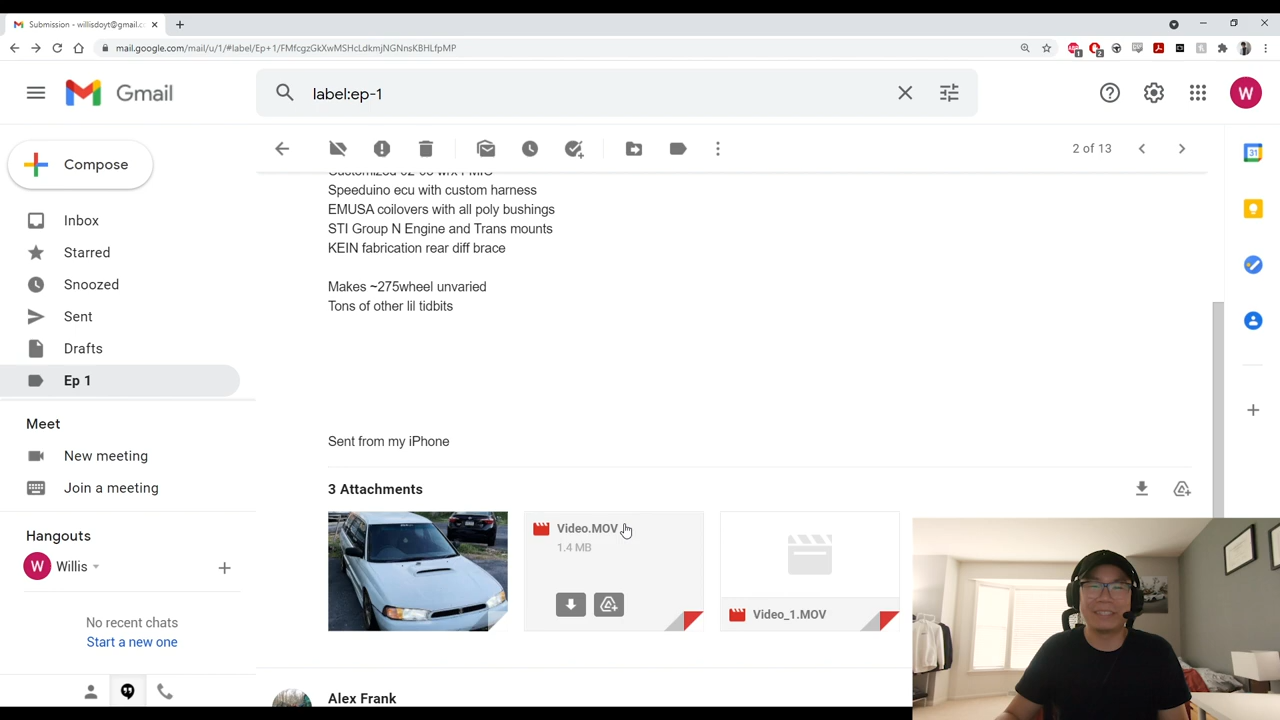 Submission - willisdoyt@gmail.c
mail.google.com/mail/u/1/#label/Ep+1/FMfcgzGkXwMSHcLdkmjNGNnsKBHLfpMP
Gmail
label:ep-1
W
Compose
2 of 13
Inbox
Starred
Snoozed
Sent
Drafts
Ep 1
Meet
New meeting
Join a meeting
Hangouts
W
Willis
No recent chats
Start a new one
Speeduino ecu with custom harness
EMUSA coilovers with all poly bushings
STI Group N Engine and Trans mounts
KEIN fabrication rear diff brace
Makes ~275wheel unvaried
Tons of other lil tidbits
Sent from my iPhone
3 Attachments
Video.MOV
1.4 MB
Video_1.MOV
Alex Frank
31